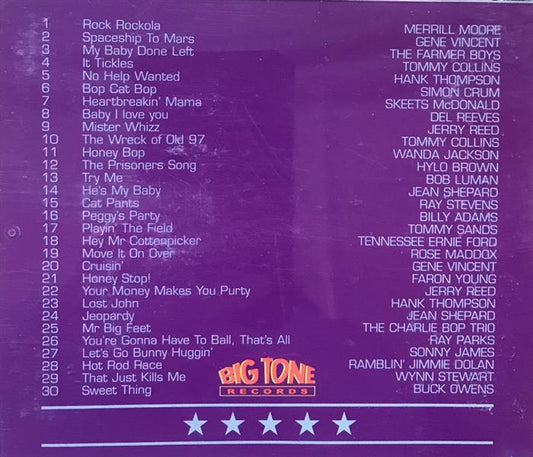 1 Rock Rockola MERRILL MOORE
2 Spaceship To Mars GENE VINCENT
3 My Baby Done Left THE FARMER BOYS
4 It Tickles TOMMY COLLINS
5 No Help Wanted HANK THOMPSON
6 Bop Cat Bop SIMON CRUM
7 Heartbreakin' Mama SKEETS McDONALD
8 Baby I love you DEL REEVES
9 Mister Whizz JERRY REED
10 The Wreck of Old 97 TOMMY COLLINS
11 Honey Bop WANDA JACKSON
12 The Prisoners Song HYLO BROWN
13 Try Me BOB LUMAN
14 He's My Baby JEAN SHEPARD
15 Cat Pants RAY STEVENS
16 Peggy's Party BILLY ADAMS
17 Playin' The Field TOMMY SANDS
18 Hey Mr Cottenpicker TENNESSEE ERNIE FORD
19 Move It On Over ROSE MADDOX
20 Cruisin' GENE VINCENT
21 Honey Stop! FARON YOUNG
22 Your Money Makes You Purty JERRY REED
23 Lost John HANK THOMPSON
24 Jeopardy JEAN SHEPARD
25 Mr Big Feet THE CHARLIE BOP TRIO
26 You're Gonna Have To Ball, That's All RAY PARKS
27 Let's Go Bunny Huggin' SONNY JAMES
28 Hot Rod Race RAMBLIN' JIMMIE DOLAN
29 That Just Kills Me WYNN STEWART
30 Sweet Thing BUCK OWENS
BIG TONE
RECORDS